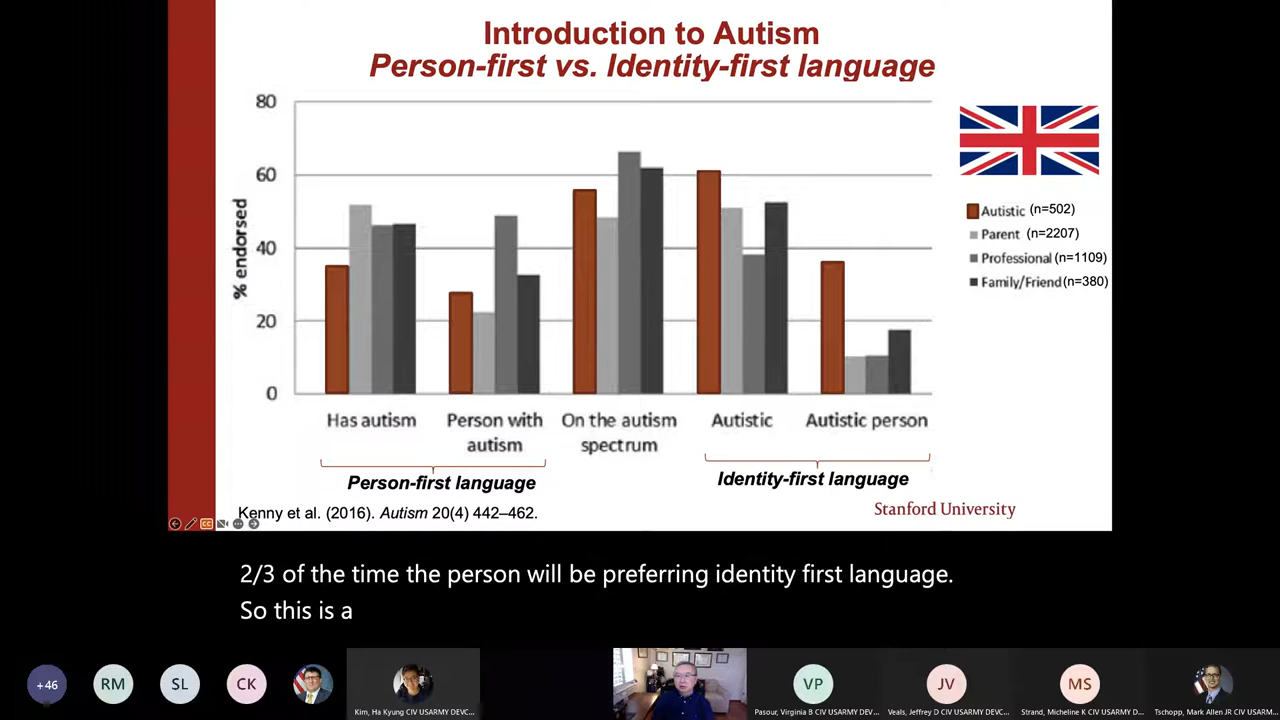 Introduction to Autism
Person-first vs. Identity-first language
80
60
40
20
0
% endorsed
Autistic (n=502)
Parent (n=2207)
Professional (n=1109)
Family/Friend (n=380)
Has autism
Person with
autism
On the autism
spectrum
Autistic
Autistic person
Person-first language
Identity-first language
Kenny et al. (2016). Autism 20(4) 442–462.
Stanford University
CC
2/3 of the time the person will be preferring identity first language.
So this is a
+46
RM
SL
CK
VP
JV
MS
Kim, Ha Kyung CIV USARMY DEVC...
Pasour, Virginia B CIV USARMY DEV...
Veals, Jeffrey D CIV USARMY DEVC...
Strand, Micheline K CIV USARMY D...
Tschopp, Mark Allen JR CIV USARM...